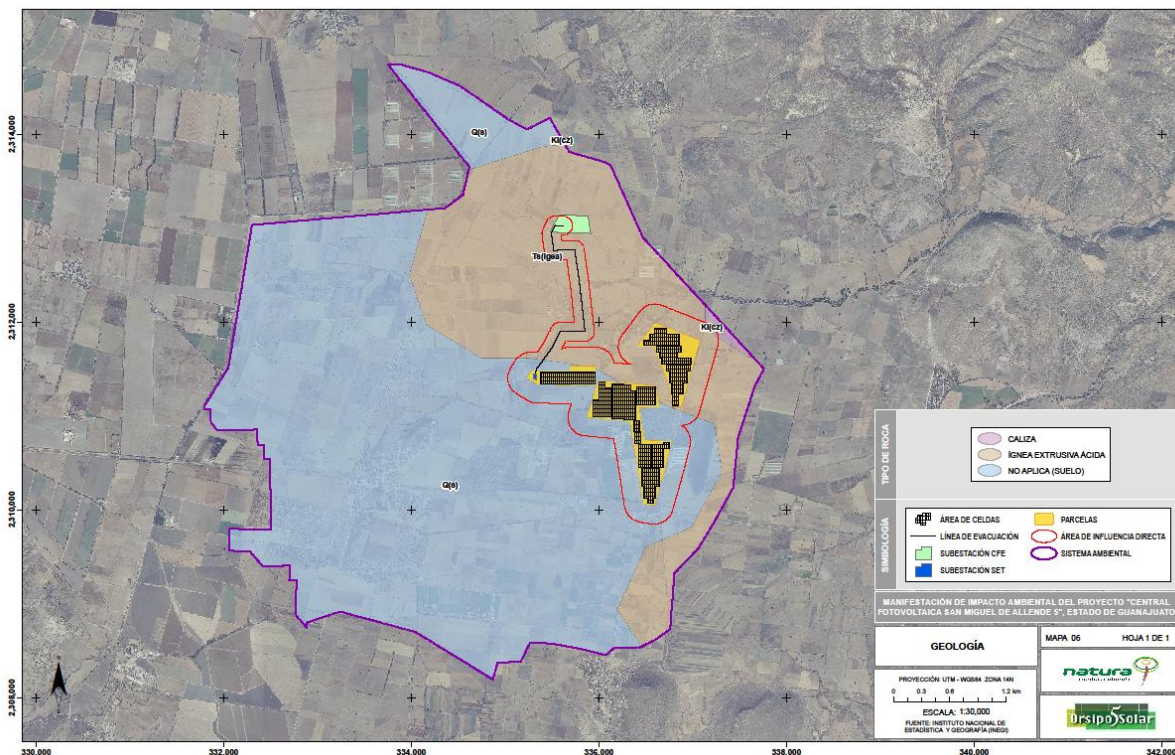 2,314,000
2,312,000
2,310,000
2,308,000
Q(s)
Ki(cz)
Ts(Igea)
Ki(cz)
Q(s)
TIPO DE ROCA
CALIZA
ÍGNEA EXTRUSIVA ÁCIDA
NO APLICA (SUELO)
SIMBOLOGÍA
ÁREA DE CELDAS
PARCELAS
LÍNEA DE EVACUACIÓN
ÁREA DE INFLUENCIA DIRECTA
SUBESTACIÓN CFE
SISTEMA AMBIENTAL
SUBESTACIÓN SET
MANIFESTACIÓN DE IMPACTO AMBIENTAL DEL PROYECTO "CENTRAL
FOTOVOLTAICA SAN MIGUEL DE ALLENDE 5", ESTADO DE GUANAJUATO
GEOLOGÍA
MAPA 06 HOJA 1 DE 1
PROYECCIÓN: UTM - WGS84 ZONA 14N
0 0.3 0.6 1.2 km
ESCALA: 1:30,000
FUENTE: INSTITUTO NACIONAL DE
ESTADÍSTICA Y GEOGRAFÍA (INEGI)
natura
Orsipo 5 Solar
330,000 332,000 334,000 336,000 338,000 340,000 342,000